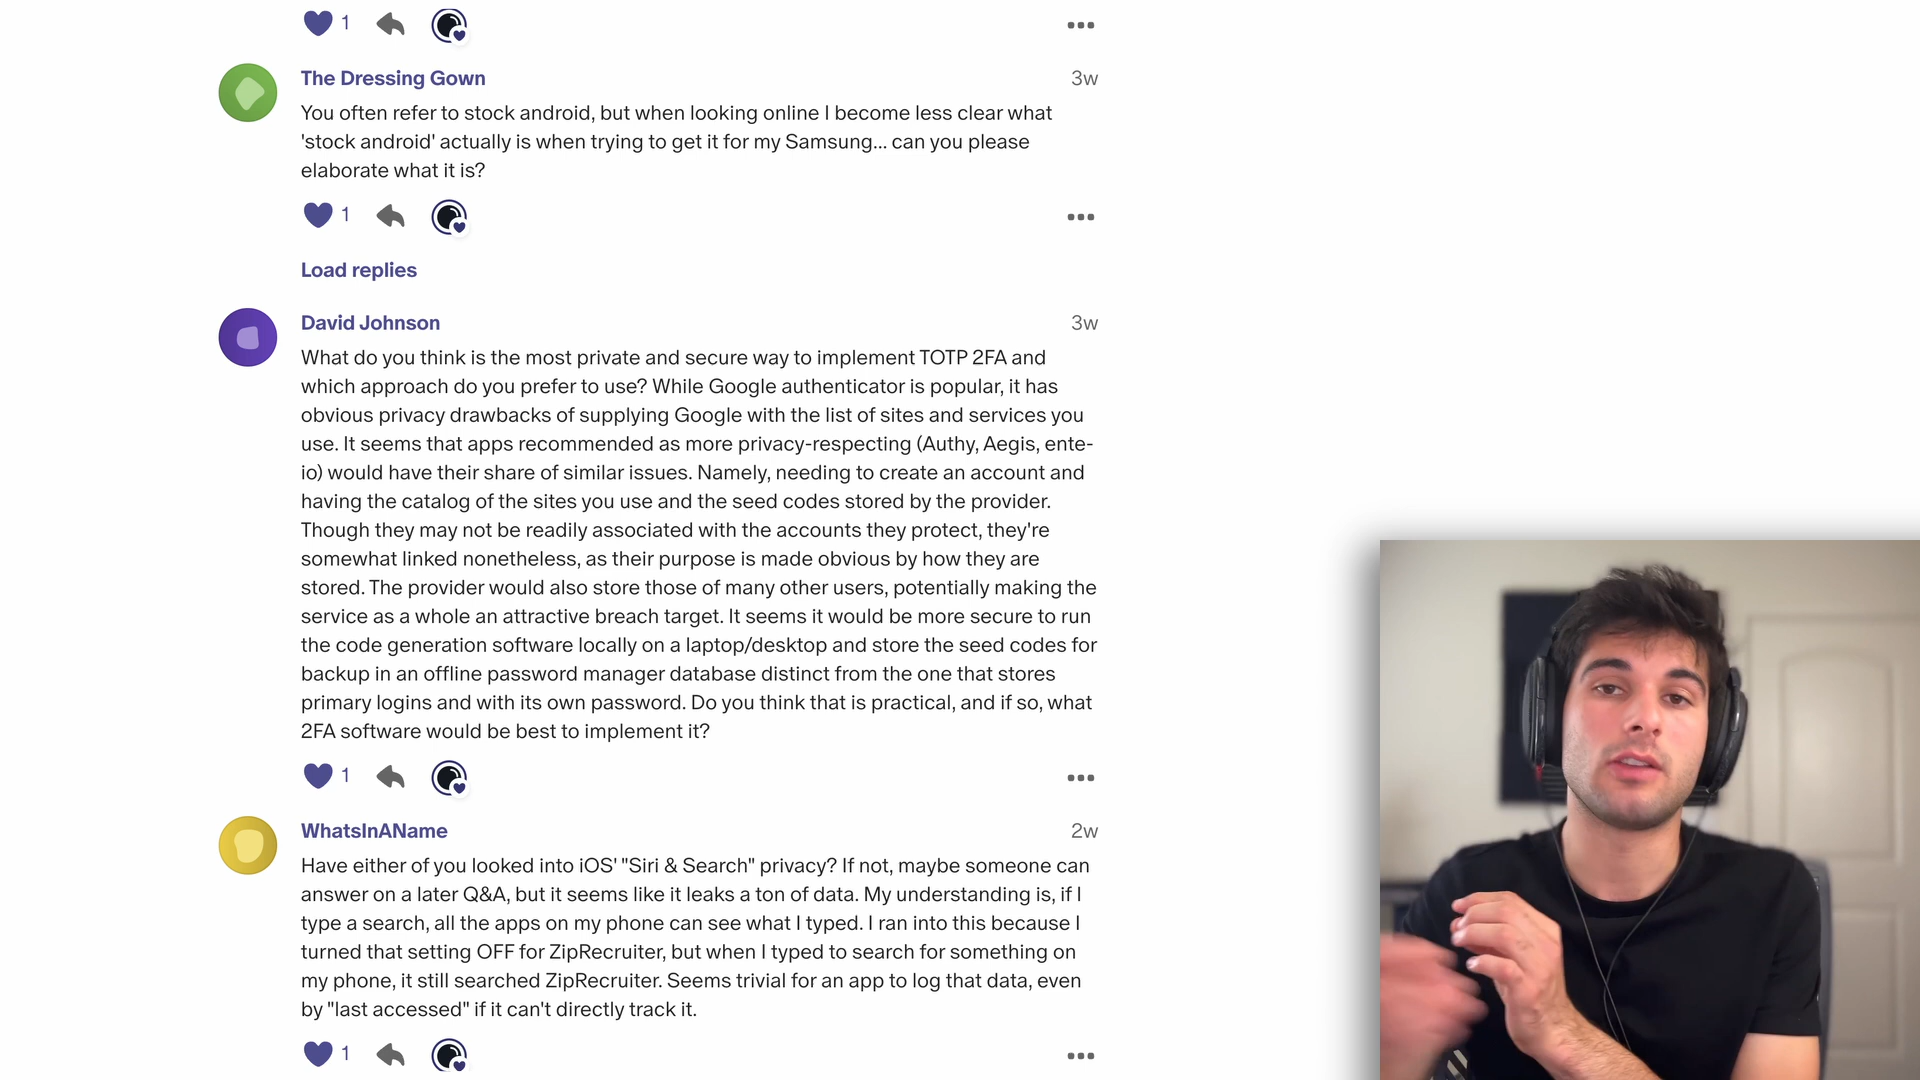 1
The Dressing Gown
3w
You often refer to stock android, but when looking online I become less clear what
'stock android' actually is when trying to get it for my Samsung... can you please
elaborate what it is?
1
Load replies
David Johnson
3w
What do you think is the most private and secure way to implement TOTP 2FA and
which approach do you prefer to use? While Google authenticator is popular, it has
obvious privacy drawbacks of supplying Google with the list of sites and services you
use. It seems that apps recommended as more privacy-respecting (Authy, Aegis, ente-
io) would have their share of similar issues. Namely, needing to create an account and
having the catalog of the sites you use and the seed codes stored by the provider.
Though they may not be readily associated with the accounts they protect, they're
somewhat linked nonetheless, as their purpose is made obvious by how they are
stored. The provider would also store those of many other users, potentially making the
service as a whole an attractive breach target. It seems it would be more secure to run
the code generation software locally on a laptop/desktop and store the seed codes for
backup in an offline password manager database distinct from the one that stores
primary logins and with its own password. Do you think that is practical, and if so, what
2FA software would be best to implement it?
1
WhatsInAName
2w
Have either of you looked into iOS' "Siri & Search" privacy? If not, maybe someone can
answer on a later Q&A, but it seems like it leaks a ton of data. My understanding is, if I
type a search, all the apps on my phone can see what I typed. I ran into this because I
turned that setting OFF for ZipRecruiter, but when I typed to search for something on
my phone, it still searched ZipRecruiter. Seems trivial for an app to log that data, even
by "last accessed" if it can't directly track it.
1